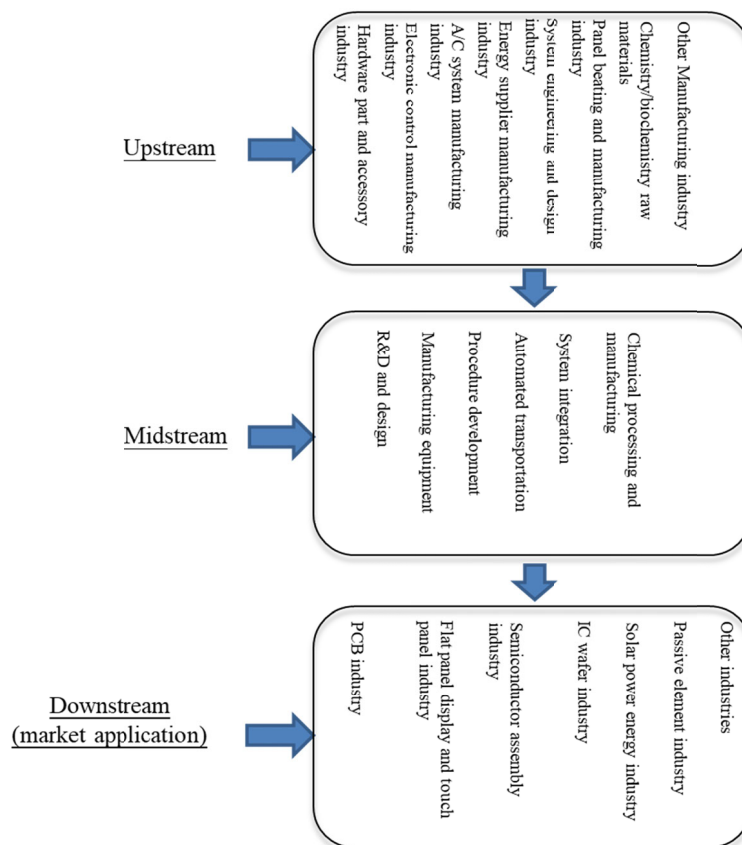 Upstream
Hardware part and accessory
industry
Electronic control manufacturing
industry
A/C system manufacturing
industry
Energy supplier manufacturing
industry
System engineering and design
industry
Panel beating and manufacturing
industry
Chemistry/biochemistry raw
materials
Other Manufacturing industry
Midstream
R&D and design
Manufacturing equipment
Procedure development
Automated transportation
System integration
Chemical processing and
manufacturing
Downstream
(market application)
PCB industry
Flat panel display and touch
panel industry
Semiconductor assembly
industry
IC wafer industry
Solar power energy industry
Passive element industry
Other industries